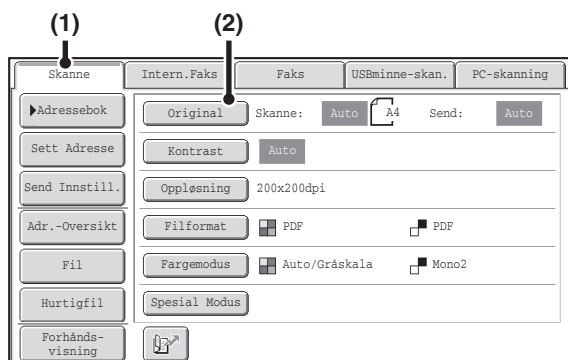 (1) (2)
Skanne Intern.Faks Faks USBminne-skan. PC-skanning
Adressebok Original Skanne: Auto A4 Send: Auto
Sett Adresse Kontrast Auto
Send Innstill. Oppløsning 200x200dpi
Adr.-Oversikt Filformat PDF PDF
Fil Fargemodus Auto/Gråskala Mono2
Hurtigfil Spesial Modus
Forhånds-
visning